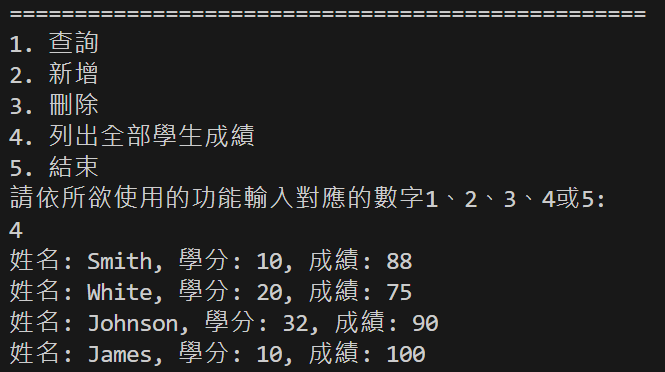 =================================================
1. 查詢
2. 新增
3. 刪除
4. 列出全部學生成績
5. 結束
請依所欲使用的功能輸入對應的數字1、2、3、4或5:
4
姓名: Smith, 學分: 10, 成績: 88
姓名: White, 學分: 20, 成績: 75
姓名: Johnson, 學分: 32, 成績: 90
姓名: James, 學分: 10, 成績: 100